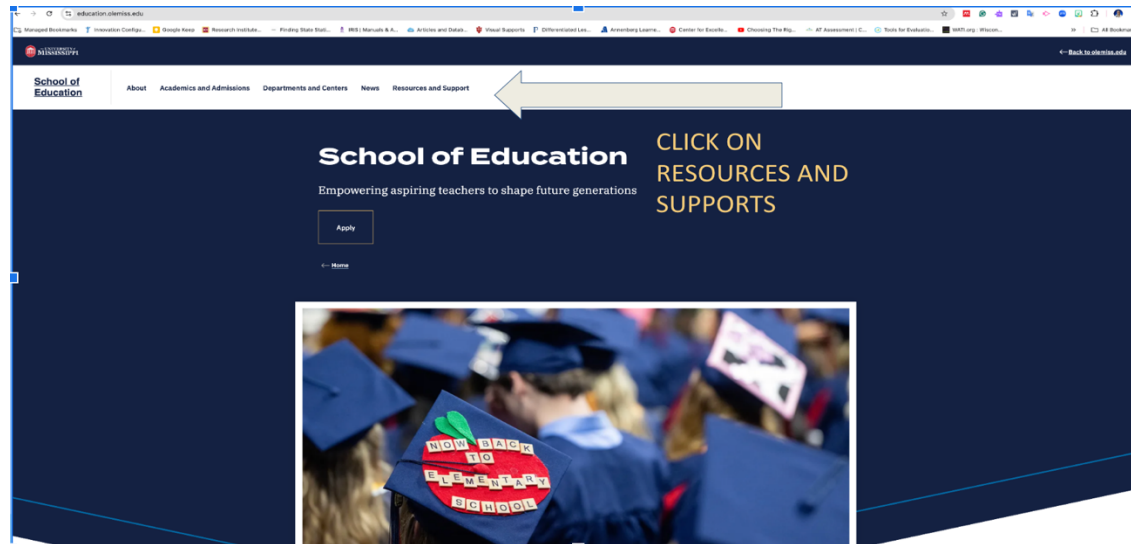 education.olemiss.edu
Managed Bookmarks Innovation Configu... Google Keep Research Institute... Finding State Stati... IRIS | Manuals & A... Articles and Datab... Visual Supports Differentiated Les... Annenberg Learne... Center for Excelle... Choosing The Rig... AT Assessment | C... Tools for Evaluatio... WATI.org : Wiscon... » All Bookmar
UNIVERSITY of
MISSISSIPPI
←Back to olemiss.edu
School of
Education
About Academics and Admissions Departments and Centers News Resources and Support
CLICK ON
RESOURCES AND
SUPPORTS
School of Education
Empowering aspiring teachers to shape future generations
Apply
← Home
NOW BACK
TO
ELEMENTARY
SCHOOL